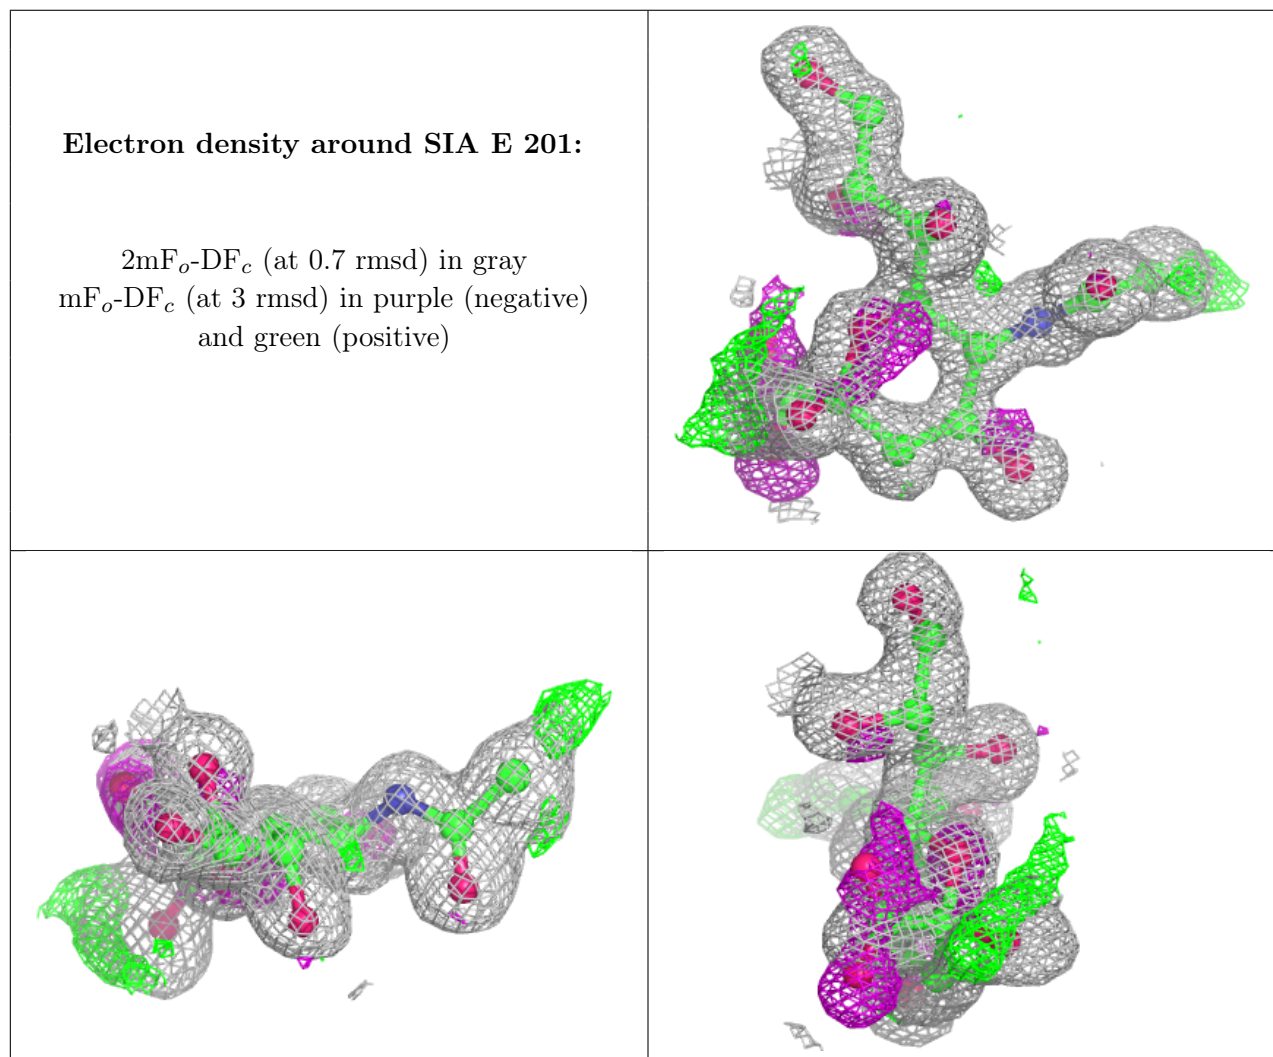 Electron density around SIA E 201:
2mFₒ-DF𝒸 (at 0.7 rmsd) in gray
mFₒ-DF𝒸 (at 3 rmsd) in purple (negative)
and green (positive)